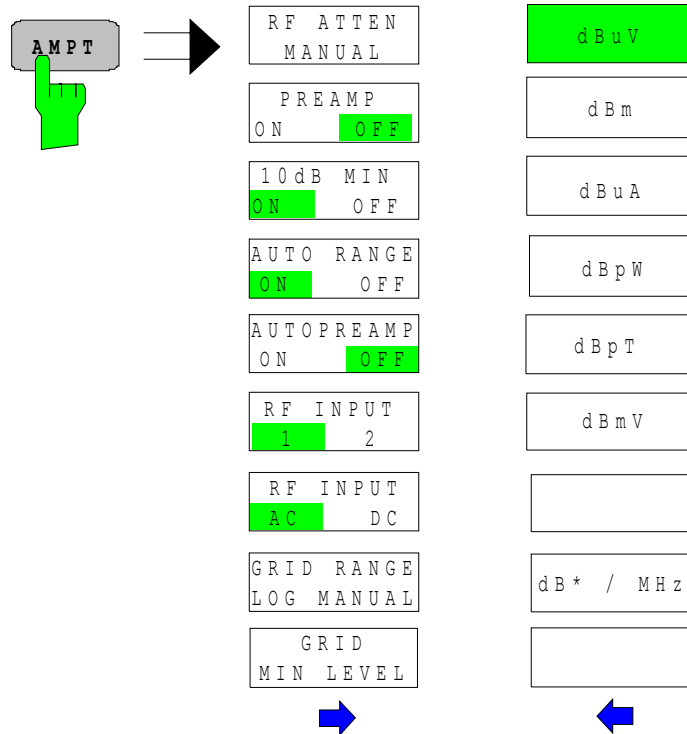 AMPT
RF ATTEN
MANUAL
PREAMP
ON OFF
10dB MIN
ON OFF
AUTO RANGE
ON OFF
AUTOPREAMP
ON OFF
RF INPUT
1 2
RF INPUT
AC DC
GRID RANGE
LOG MANUAL
GRID
MIN LEVEL
dBuV
dBm
dBuA
dBpW
dBpT
dBmV
dB* / MHz